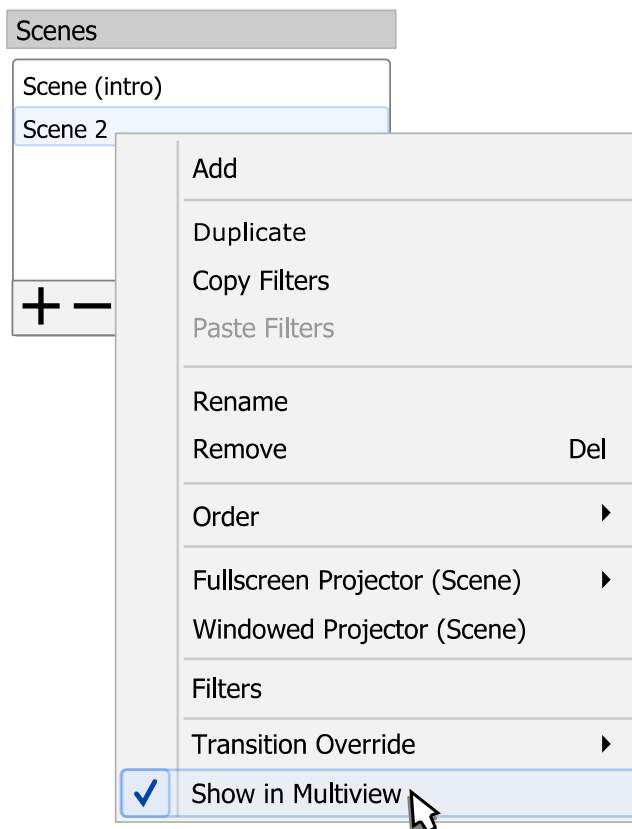 Scenes
Scene (intro)
Scene 2
Add
Duplicate
Copy Filters
Paste Filters
Rename
Remove Del
Order
Fullscreen Projector (Scene)
Windowed Projector (Scene)
Filters
Transition Override
Show in Multiview